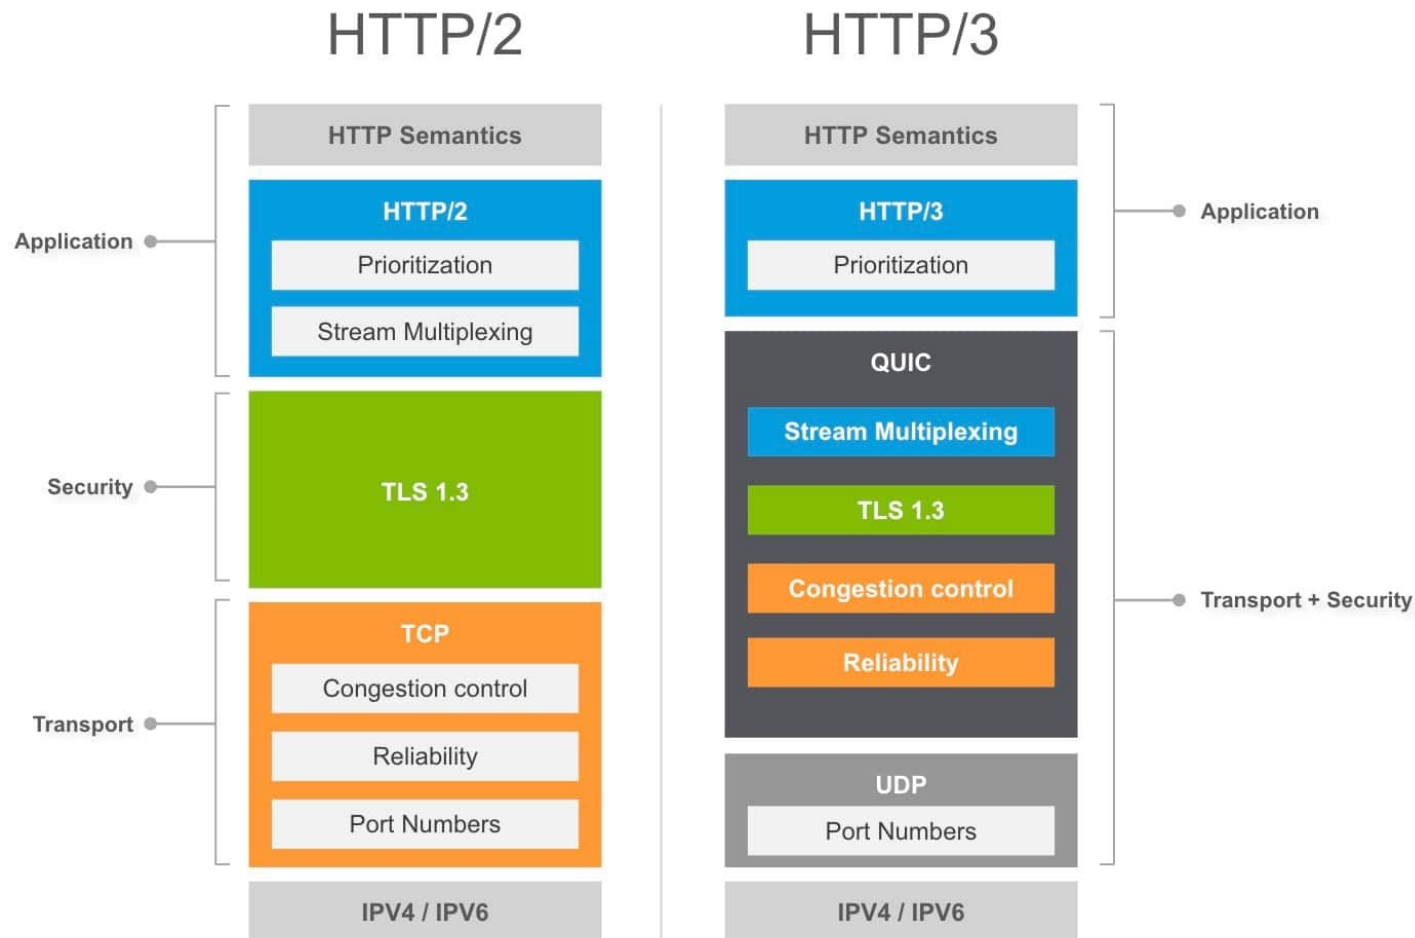 HTTP/2
HTTP Semantics
HTTP/2
Prioritization
Stream Multiplexing
Application
TLS 1.3
Security
TCP
Congestion control
Reliability
Port Numbers
Transport
IPV4 / IPV6
HTTP/3
HTTP Semantics
HTTP/3
Prioritization
Application
QUIC
Stream Multiplexing
TLS 1.3
Congestion control
Reliability
Transport + Security
UDP
Port Numbers
IPV4 / IPV6